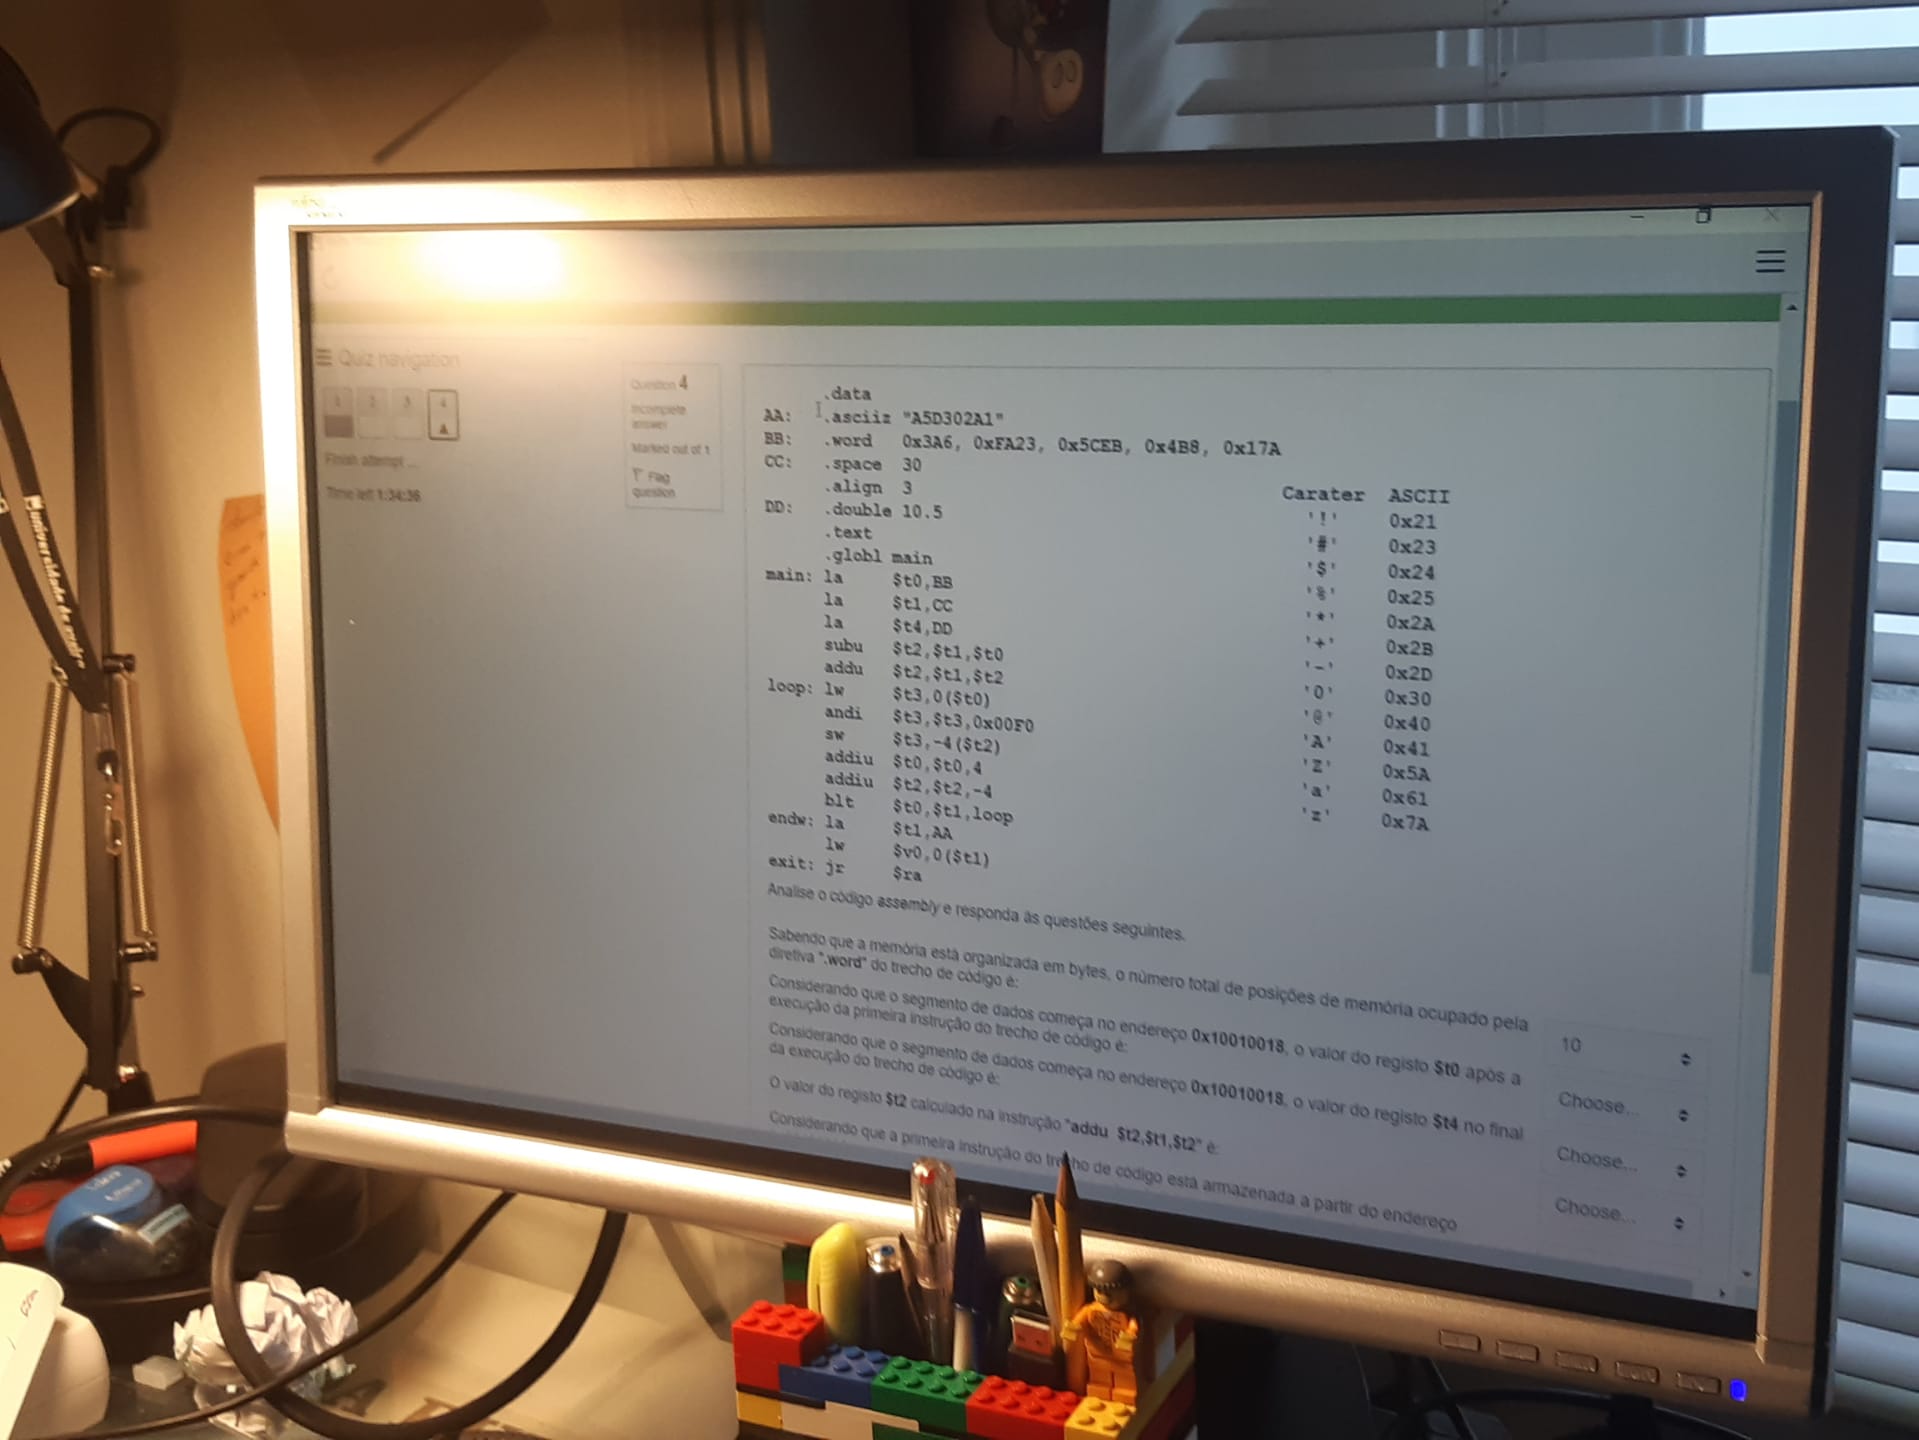 Quiz navigation
1 2 3 4
Finish attempt ...
Time left 1:34:36
Question 4
Incomplete answer
Marked out of 1
Flag question
.data
AA: .asciiz "A5D302A1"
BB: .word 0x3A6, 0xFA23, 0x5CEB, 0x4B8, 0x17A
CC: .space 30
.align 3
DD: .double 10.5
.text
.globl main
main: la $t0,BB
la $t1,CC
la $t4,DD
subu $t2,$t1,$t0
addu $t2,$t1,$t2
loop: lw $t3,0($t0)
andi $t3,$t3,0x00F0
sw $t3,-4($t2)
addiu $t0,$t0,4
addiu $t2,$t2,-4
blt $t0,$t1,loop
endw: la $t1,AA
lw $v0,0($t1)
exit: jr $ra
Carater ASCII
'!' 0x21
'#' 0x23
'$' 0x24
'%' 0x25
'*' 0x2A
'+' 0x2B
'-' 0x2D
'0' 0x30
'@' 0x40
'A' 0x41
'Z' 0x5A
'a' 0x61
'z' 0x7A
Analise o código assembly e responda às questões seguintes.
Sabendo que a memória está organizada em bytes, o número total de posições de memória ocupado pela
diretiva ".word" do trecho de código é:
10
Considerando que o segmento de dados começa no endereço 0x10010018, o valor do registo $t0 após a
execução da primeira instrução do trecho de código é:
Choose...
Considerando que o segmento de dados começa no endereço 0x10010018, o valor do registo $t4 no final
da execução do trecho de código é:
Choose...
O valor do registo $t2 calculado na instrução "addu $t2,$t1,$t2" é:
Choose...
Considerando que a primeira instrução do trecho de código está armazenada a partir do endereço
universidade de aveiro